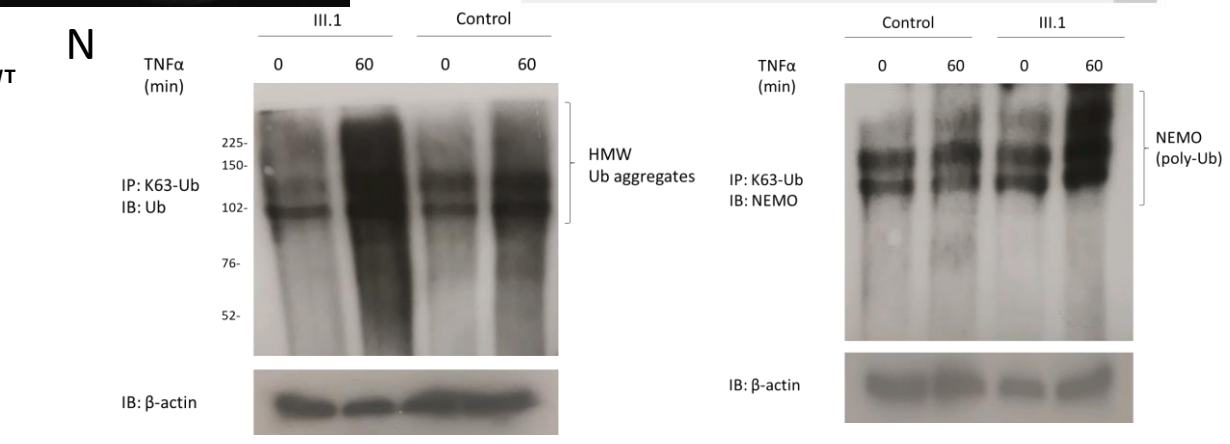 N
WT
III.1 Control
TNFα 0 60 0 60
(min)
225-
150-
IP: K63-Ub
IB: Ub
102-
76-
52-
HMW
Ub aggregates
IB: β-actin
Control III.1
TNFα 0 60 0 60
(min)
IP: K63-Ub
IB: NEMO
NEMO
(poly-Ub)
IB: β-actin